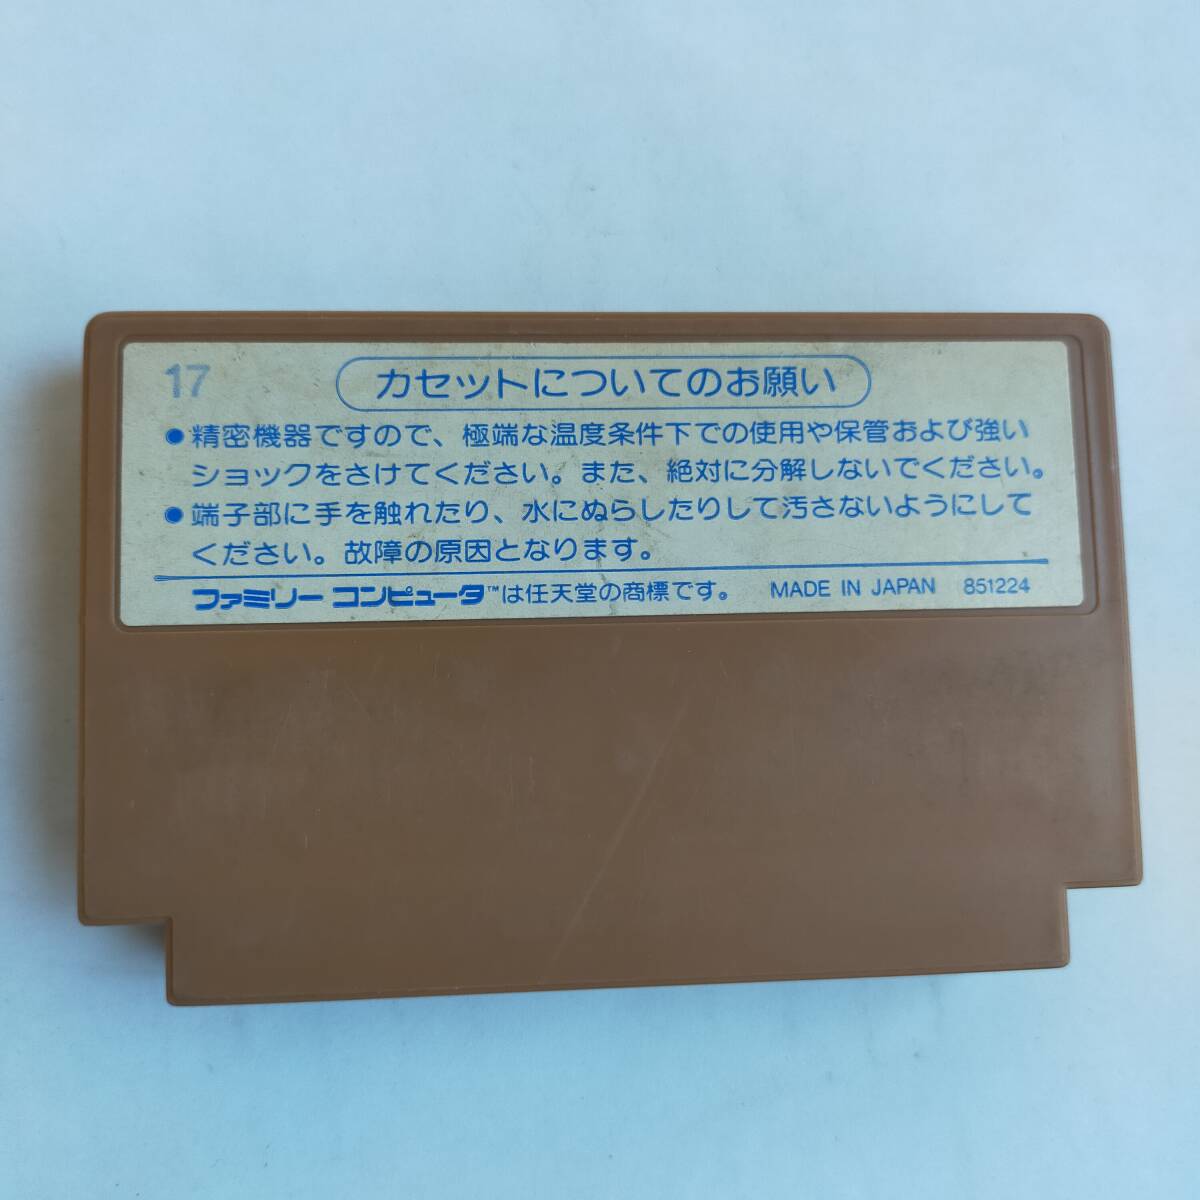 17
カセットについてのお願い
●精密機器ですので、極端な温度条件下での使用や保管および強い
ショックをさけてください。また、絶対に分解しないでください。
●端子部に手を触れたり、水にぬらしたりして汚さないようにして
ください。故障の原因となります。
ファミリーコンピュータ™は任天堂の商標です。 MADE IN JAPAN 851224